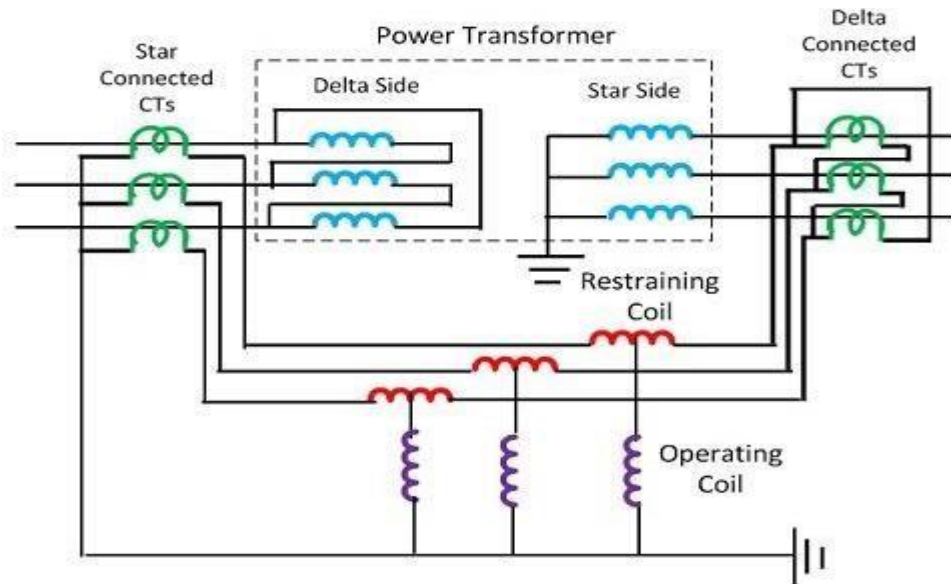 Power Transformer
Star
Connected
CTs
Delta Side
Star Side
Delta
Connected
CTs
Restraining
Coil
Operating
Coil